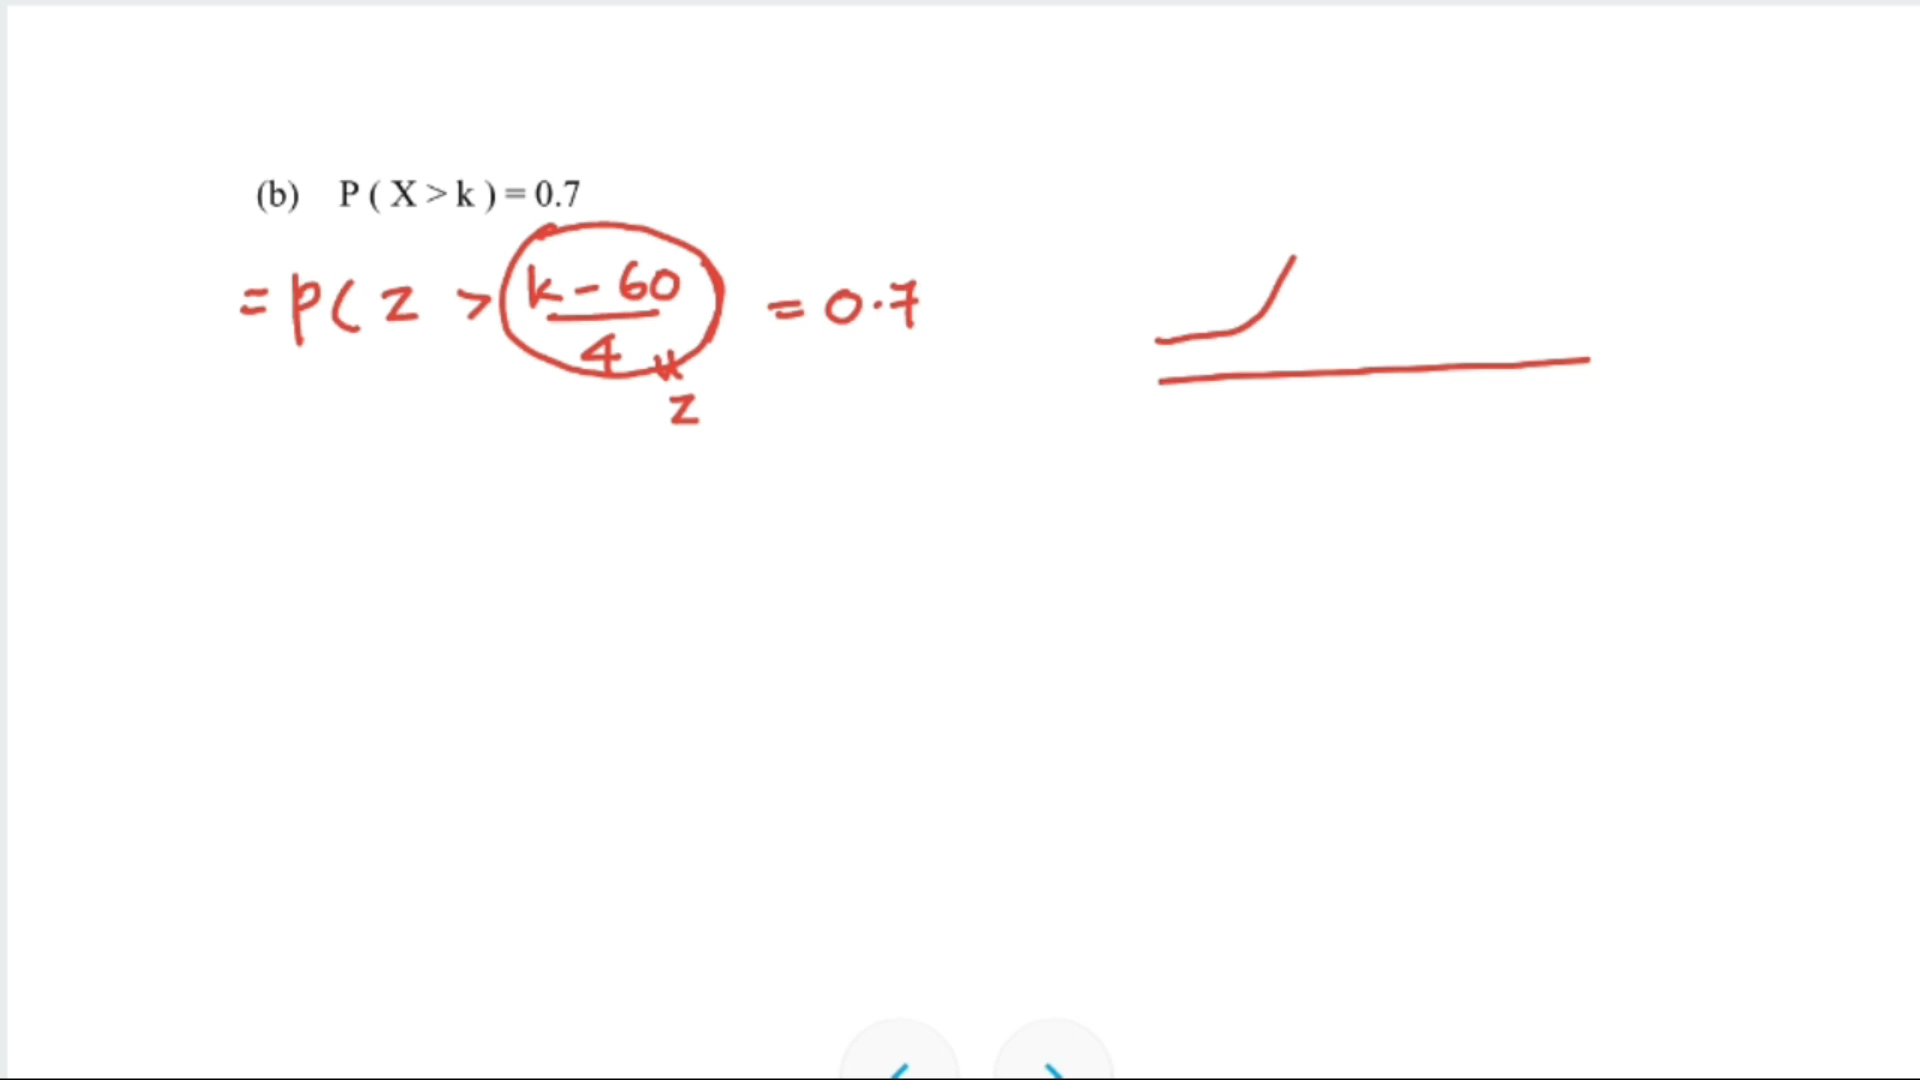 (b) P ( X > k ) = 0.7
= P( z > (k - 60 / 4) = 0.7
z